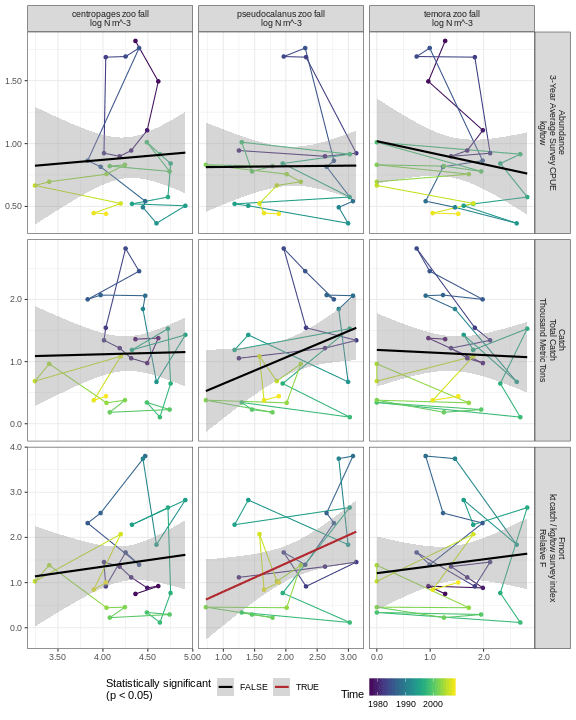 centropages zoo fall
log N m^-3
pseudocalanus zoo fall
log N m^-3
temora zoo fall
log N m^-3
1.50
1.00
0.50
Abundance
3-Year Average Survey CPUE
kg/tow
2.0
1.0
0.0
Catch
Total Catch
Thousand Metric Tons
4.0
3.0
2.0
1.0
0.0
Fmort
kt catch / kg/tow survey index
Relative F
3.50
4.00
4.50
5.00
1.00
1.50
2.00
2.50
3.00
0.0
1.0
2.0
Statistically significant
(p < 0.05)
FALSE
TRUE
Time
1980
1990
2000